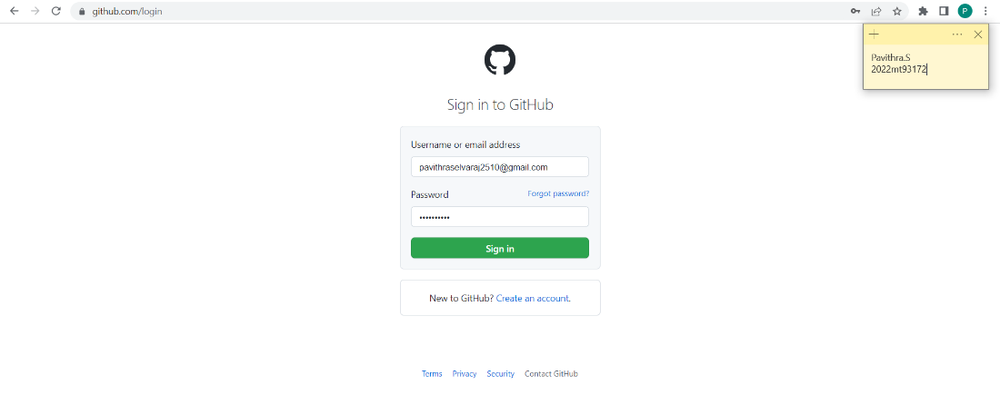 github.com/login
P
Pavithra.S
2022mt93172
Sign in to GitHub
Username or email address
pavithraselvaraj2510@gmail.com
Password Forgot password?
••••••••••
Sign in
New to GitHub? Create an account.
Terms Privacy Security Contact GitHub